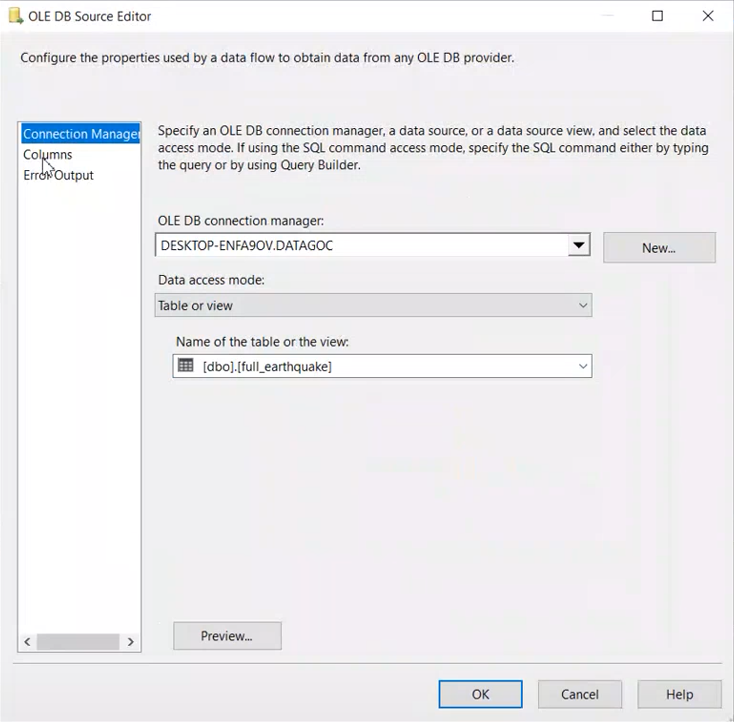 OLE DB Source Editor
Configure the properties used by a data flow to obtain data from any OLE DB provider.
Connection Manager
Columns
Error Output
Specify an OLE DB connection manager, a data source, or a data source view, and select the data
access mode. If using the SQL command access mode, specify the SQL command either by typing
the query or by using Query Builder.
OLE DB connection manager:
DESKTOP-ENFA9OV.DATAGOC
New...
Data access mode:
Table or view
Name of the table or the view:
[dbo].[full_earthquake]
Preview...
OK
Cancel
Help